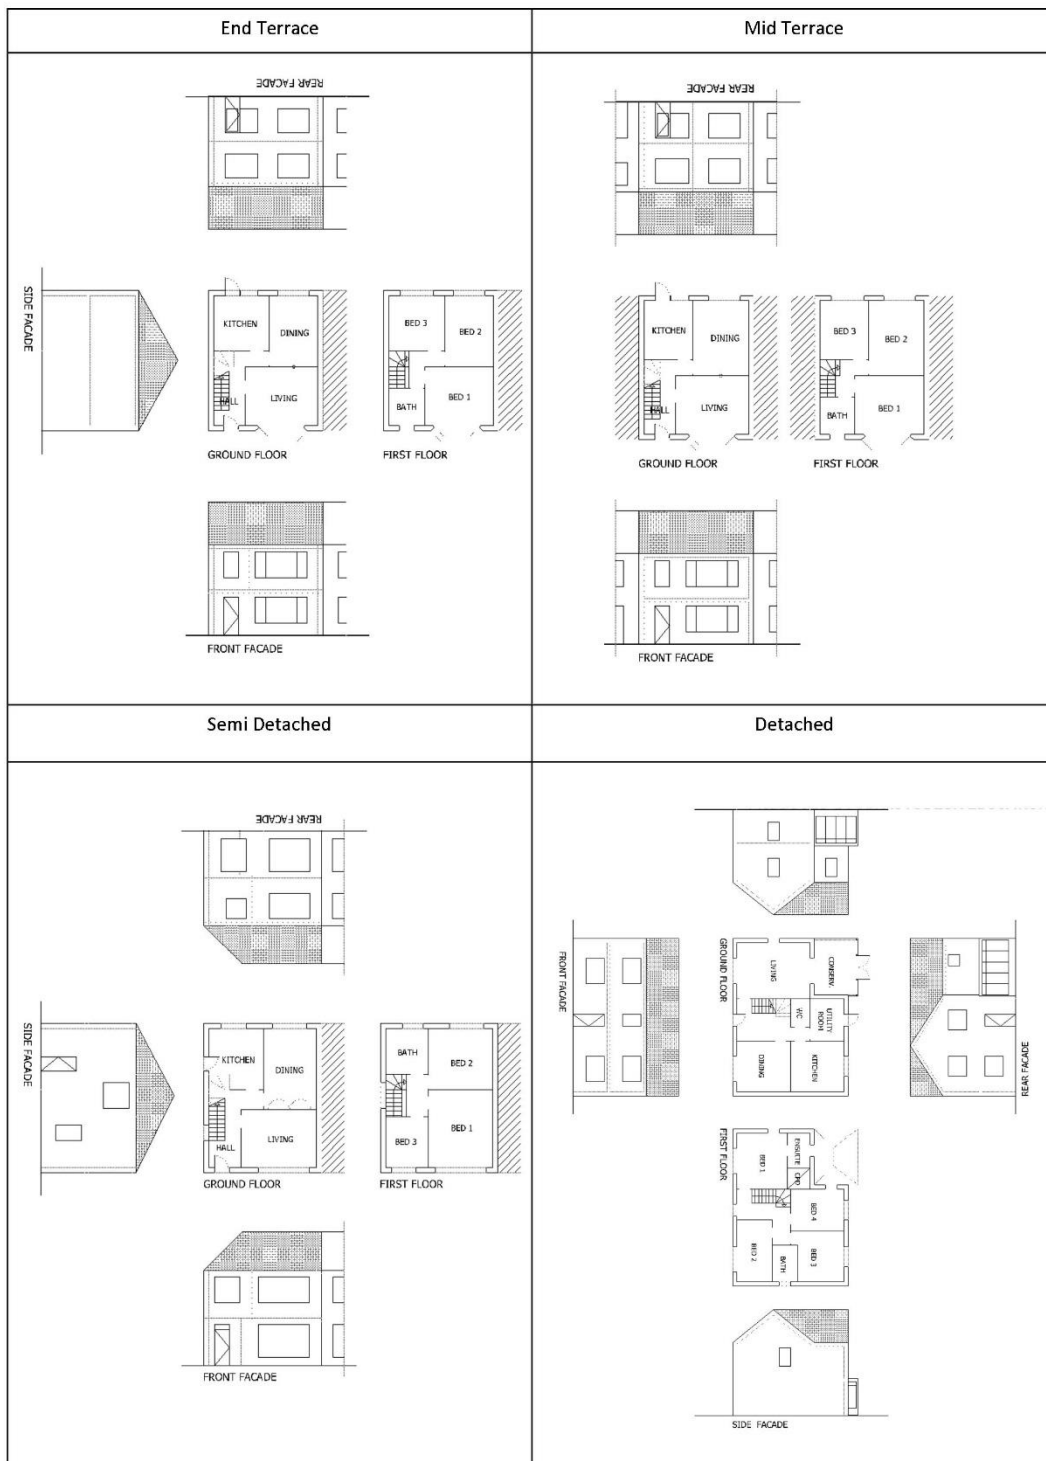 End Terrace
Mid Terrace
REAR FACADE
REAR FACADE
SIDE FACADE
KITCHEN
DINING
HALL
LIVING
GROUND FLOOR
BED 3
BED 2
BATH
BED 1
FIRST FLOOR
KITCHEN
DINING
HALL
LIVING
GROUND FLOOR
BED 3
BED 2
BATH
BED 1
FIRST FLOOR
FRONT FACADE
FRONT FACADE
Semi Detached
Detached
REAR FACADE
SIDE FACADE
KITCHEN
DINING
HALL
LIVING
GROUND FLOOR
BATH
BED 2
BED 3
BED 1
FIRST FLOOR
FRONT FACADE
FRONT FACADE
GROUND FLOOR
LIVING
CONSERV.
WC
UTILITY
ROOM
DINING
KITCHEN
REAR FACADE
FIRST FLOOR
BED 1
ENSUITE
CPD
BED 4
BED 2
BATH
BED 3
SIDE FACADE